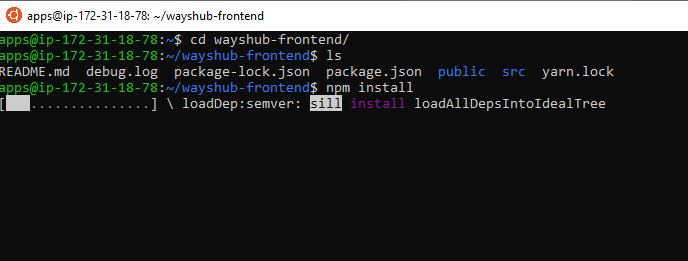 apps@ip-172-31-18-78: ~/wayshub-frontend
apps@ip-172-31-18-78:~$ cd wayshub-frontend/
apps@ip-172-31-18-78:~/wayshub-frontend$ ls
README.md  debug.log  package-lock.json  package.json  public  src  yarn.lock
apps@ip-172-31-18-78:~/wayshub-frontend$ npm install
[   ...............] \ loadDep:semver: sill install loadAllDepsIntoIdealTree